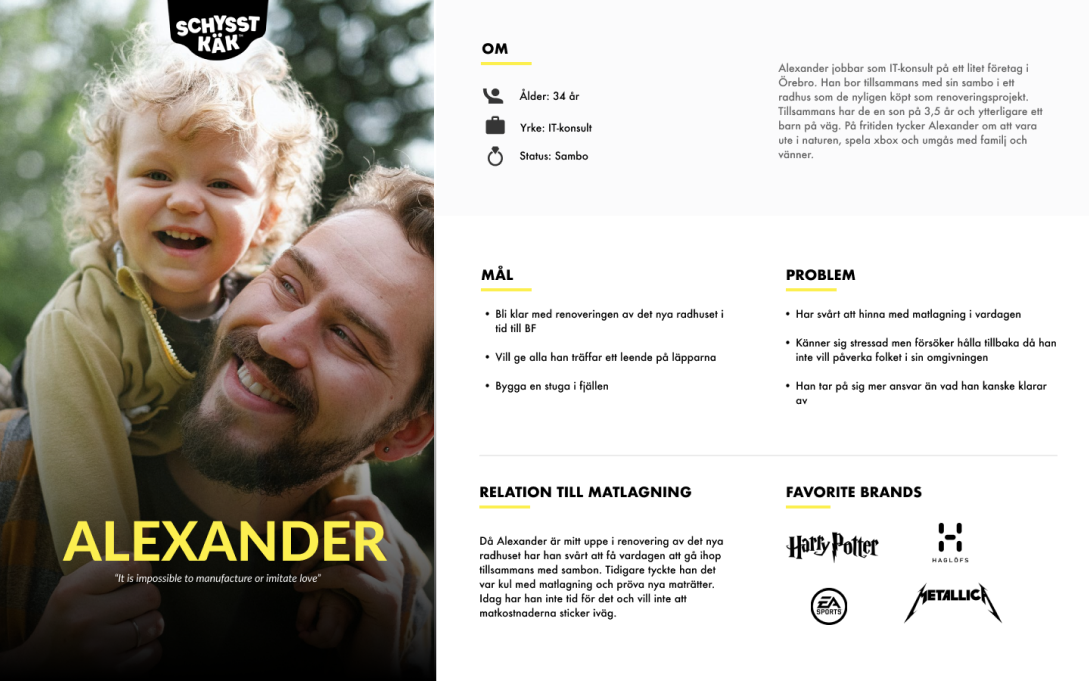 SCHYSST
KÄK
ALEXANDER
"It is impossible to manufacture or imitate love"
OM
Ålder: 34 år
Yrke: IT-konsult
Status: Sambo
Alexander jobbar som IT-konsult på ett litet företag i
Örebro. Han bor tillsammans med sin sambo i ett
radhus som de nyligen köpt som renoveringsprojekt.
Tillsammans har de en son på 3,5 år och ytterligare ett
barn på väg. På fritiden tycker Alexander om att vara
ute i naturen, spela xbox och umgås med familj och
vänner.
MÅL
• Bli klar med renoveringen av det nya radhuset i
tid till BF
• Vill ge alla han träffar ett leende på läpparna
• Bygga en stuga i fjällen
PROBLEM
• Har svårt att hinna med matlagning i vardagen
• Känner sig stressad men försöker hålla tillbaka då han
inte vill påverka folket i sin omgivningen
• Han tar på sig mer ansvar än vad han kanske klarar
av
RELATION TILL MATLAGNING
Då Alexander är mitt uppe i renovering av det nya
radhuset har han svårt att få vardagen att gå ihop
tillsammans med sambon. Tidigare tyckte han det
var kul med matlagning och pröva nya maträtter.
Idag har han inte tid för det och vill inte att
matkostnaderna sticker iväg.
FAVORITE BRANDS
Harry Potter
HAGLÖFS
EA
SPORTS
METALLICA